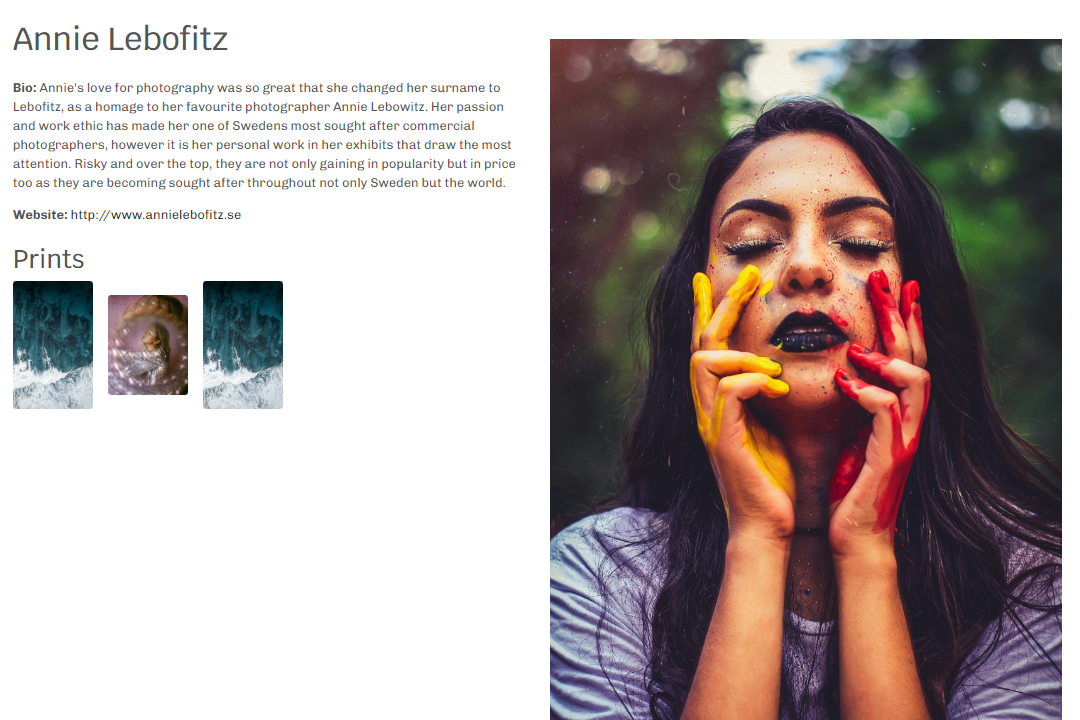 Annie Lebofitz
Bio: Annie's love for photography was so great that she changed her surname to
Lebofitz, as a homage to her favourite photographer Annie Lebowitz. Her passion
and work ethic has made her one of Swedens most sought after commercial
photographers, however it is her personal work in her exhibits that draw the most
attention. Risky and over the top, they are not only gaining in popularity but in price
too as they are becoming sought after throughout not only Sweden but the world.
Website: http://www.annielebofitz.se
Prints